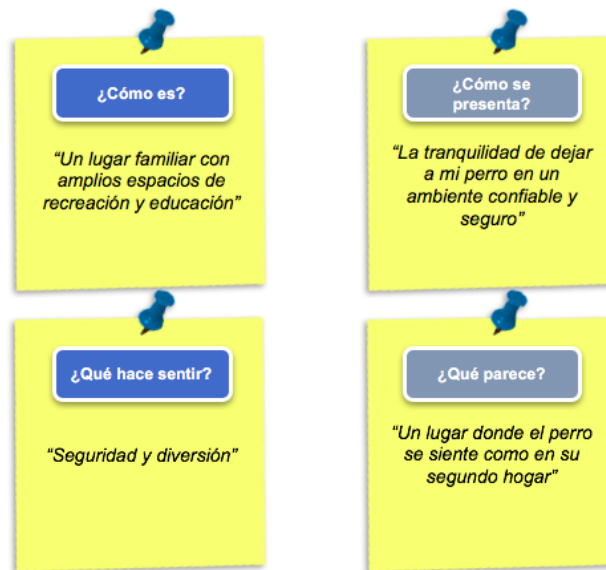 ¿Cómo es?
“Un lugar familiar con
amplios espacios de
recreación y educación”
¿Cómo se
presenta?
“La tranquilidad de dejar
a mi perro en un
ambiente confiable y
seguro”
¿Qué hace sentir?
“Seguridad y diversión”
¿Qué parece?
“Un lugar donde el perro
se siente como en su
segundo hogar”